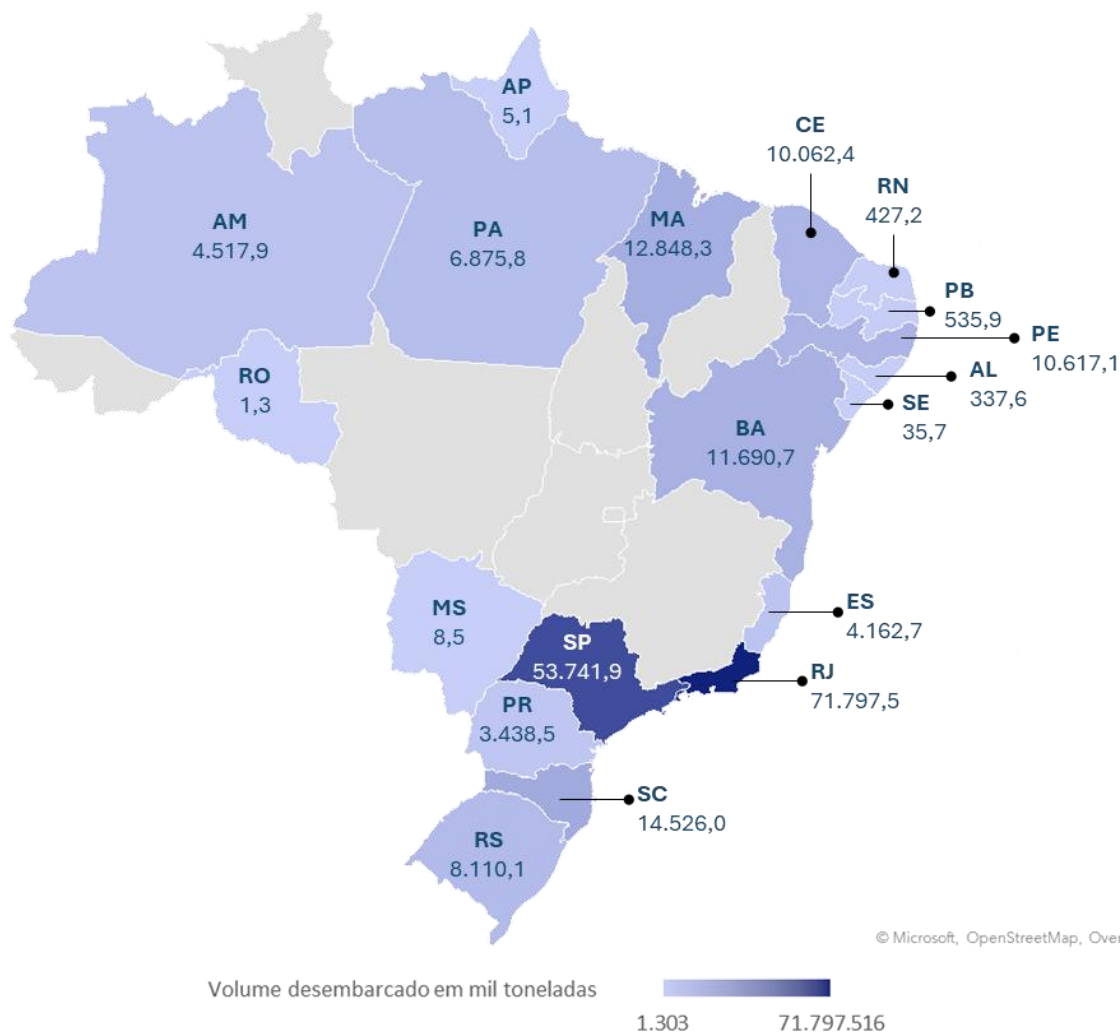 AP
5,1
CE
10.062,4
RN
427,2
AM
4.517,9
PA
6.875,8
MA
12.848,3
PB
535,9
PE
10.617,1
AL
337,6
SE
35,7
RO
1,3
BA
11.690,7
MS
8,5
ES
4.162,7
SP
53.741,9
RJ
71.797,5
PR
3.438,5
SC
14.526,0
RS
8.110,1
© Microsoft, OpenStreetMap, Over
Volume desembarcado em mil toneladas
1.303 71.797.516